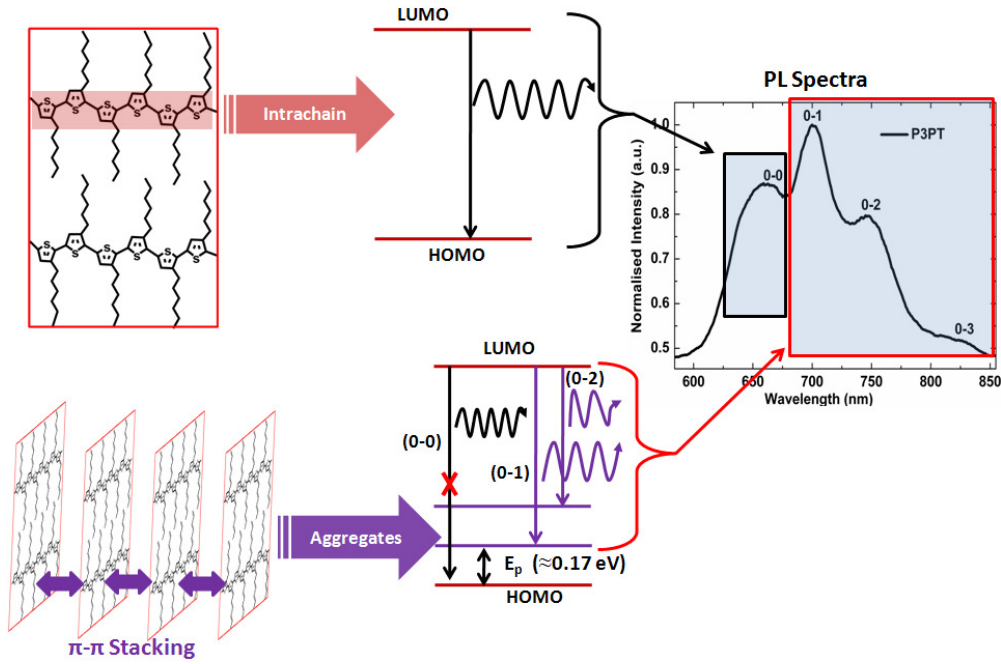 LUMO
Intrachain
HOMO
PL Spectra
0-1
P3PT
0-0
0-2
0-3
1.0
0.9
0.8
0.7
0.6
0.5
Normalised Intensity (a.u.)
600
650
700
750
800
850
Wavelength (nm)
S
S
S
S
S
S
S
S
S
S
S
S
LUMO
(0-2)
(0-0)
(0-1)
Aggregates
Eₚ (≈0.17 eV)
HOMO
π-π Stacking